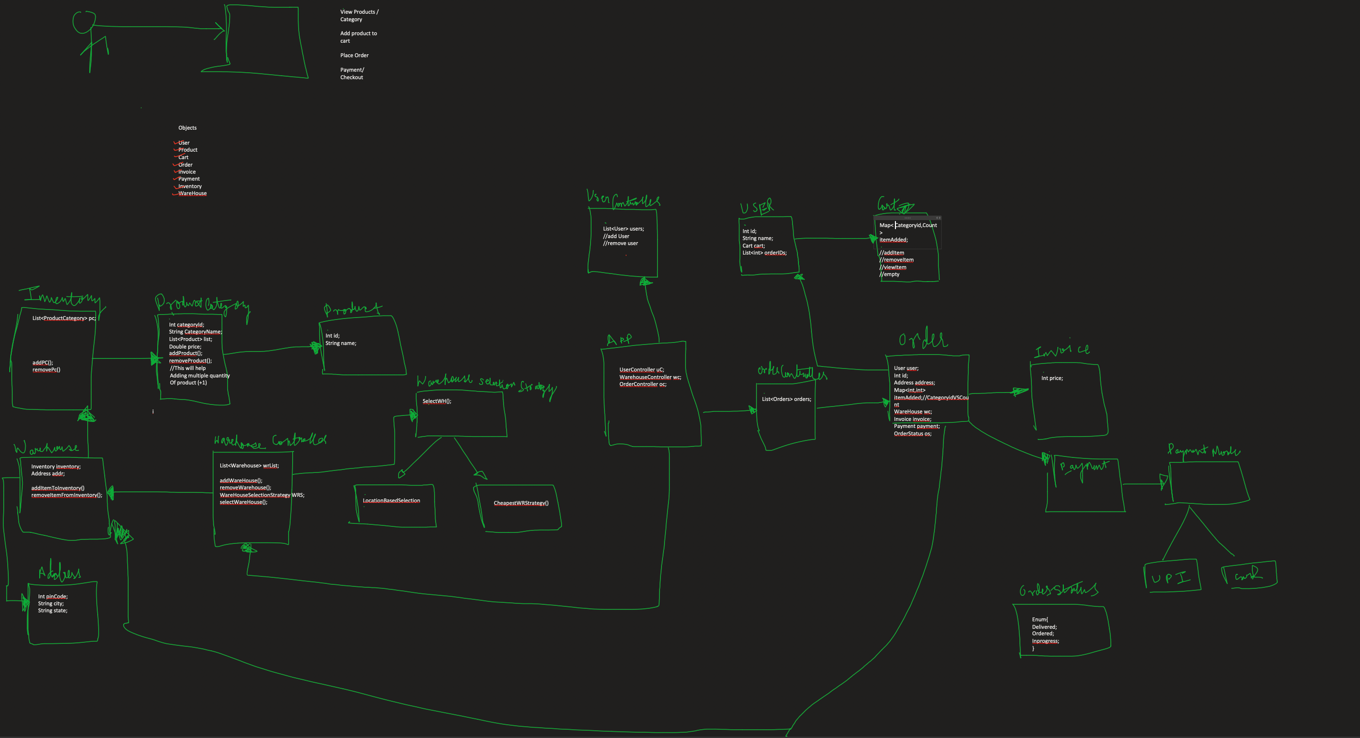 View Products /
Category
Add product to
cart
Place Order
Payment/
Checkout
Objects
User
Product
Cart
Order
Invoice
Payment
Inventory
WareHouse
UserController
List<User> users;
//add User
//remove user
USER
Int id;
String name;
Cart cart;
List<int> orderIDs;
Cart
Map< CategoryId,Count
>
itemAdded;
//addItem
//removeItem
//viewItem
//empty
Inventory
List<ProductCategory> pc;
addPC();
removePc()
ProductCategory
Int categoryId;
String CategoryName;
List<Product> list;
Double price;
addProduct();
removeProduct();
//This will help
Adding multiple quantity
Of product (+1)
Product
Int id;
String name;
Warehouse Selection Strategy
SelectWH();
LocationBasedSelection
CheapestWRStrategy()
App
UserController uC;
WarehouseController wc;
OrderController oc;
OrderController
List<Orders> orders;
Order
User user;
Int id;
Address address;
Map<int,int>
itemAdded;//CategoryidVSCou
nt
WareHouse wc;
Invoice invoice;
Payment payment;
OrderStatus os;
Invoice
Int price;
Payment
Payment Mode
UPI
Warehouse
Inventory inventory;
Address addr;
addItemToInventory()
removeItemFromInventory();
Warehouse Controller
List<Warehouse> wrList;
addWareHouse();
removeWarehouse();
WareHouseSelectionStrategy WRS;
selectWareHouse();
Address
Int pinCode;
String city;
String state;
OrderStatus
Enum{
Delivered;
Ordered;
Inprogress;
}